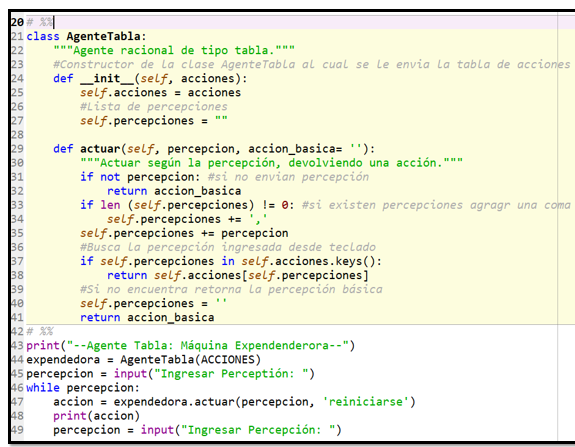 20 # %%
21 class AgenteTabla:
22     """Agente racional de tipo tabla."""
23     #Constructor de la clase AgenteTabla al cual se le envia la tabla de acciones
24     def __init__(self, acciones):
25         self.acciones = acciones
26         #Lista de percepciones
27         self.percepciones = ""
28
29     def actuar(self, percepcion, accion_basica= ''):
30         """Actuar según la percepción, devolviendo una acción."""
31         if not percepcion: #si no envian percepción
32             return accion_basica
33         if len (self.percepciones) != 0: #si existen percepciones agragr una coma
34             self.percepciones += ','
35         self.percepciones += percepcion
36         #Busca la percepción ingresada desde teclado
37         if self.percepciones in self.acciones.keys():
38             return self.acciones[self.percepciones]
39         #Si no encuentra retorna la percepción básica
40         self.percepciones = ''
41         return accion_basica
42 # %%
43 print("--Agente Tabla: Máquina Expendenderora--")
44 expendedora = AgenteTabla(ACCIONES)
45 percepcion = input("Ingresar Perceptión: ")
46 while percepcion:
47     accion = expendedora.actuar(percepcion, 'reiniciarse')
48     print(accion)
49     percepcion = input("Ingresar Percepción: ")